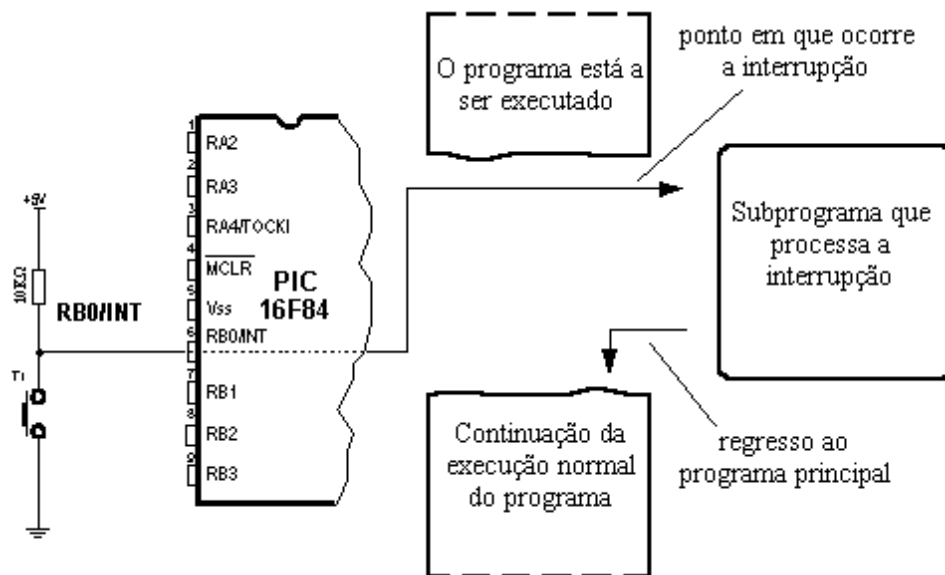 O programa está a
ser executado
ponto em que ocorre
a interrupção
Subprograma que
processa a
interrupção
regresso ao
programa principal
Continuação da
execução normal
do programa
+5V
10KΩ
RB0/INT
T1
1
RA2
2
RA3
3
RA4/TOCKI
4
MCLR
5
Vss
6
RB0/INT
7
RB1
8
RB2
9
RB3
PIC
16F84